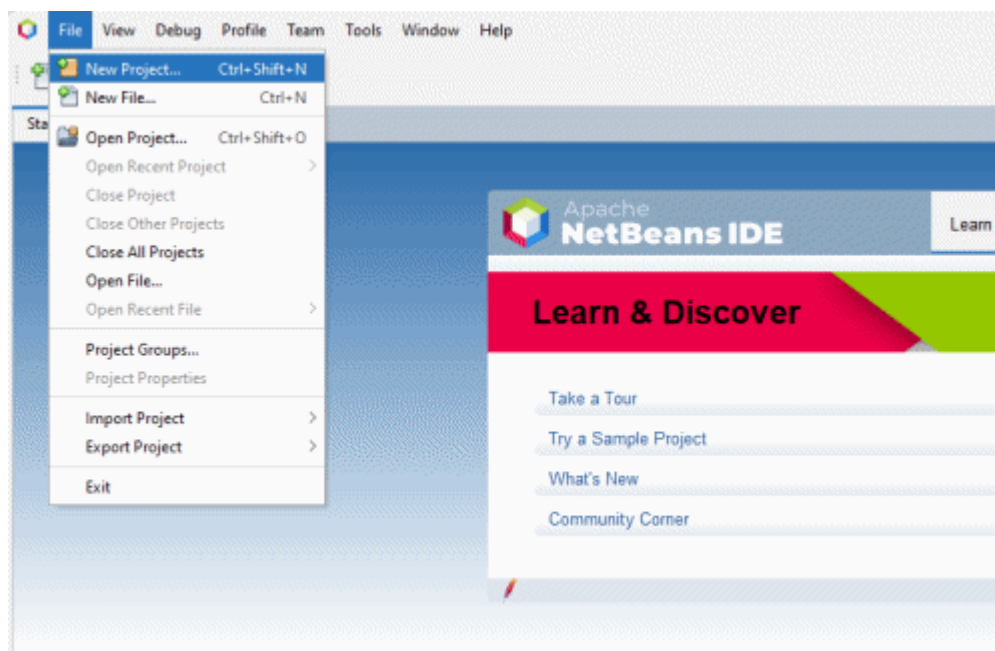 File View Debug Profile Team Tools Window Help
New Project... Ctrl+Shift+N
New File... Ctrl+N
Sta
Open Project... Ctrl+Shift+O
Open Recent Project
Close Project
Close Other Projects
Close All Projects
Open File...
Open Recent File
Project Groups...
Project Properties
Import Project
Export Project
Exit
Apache
NetBeans IDE
Learn
Learn & Discover
Take a Tour
Try a Sample Project
What's New
Community Corner